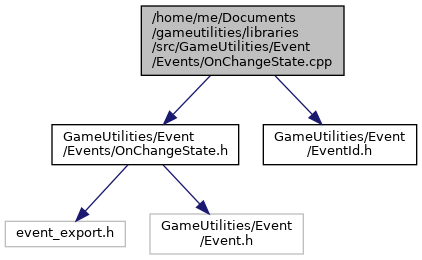 /home/me/Documents
/gameutilities/libraries
/src/GameUtilities/Event
/Events/OnChangeState.cpp
GameUtilities/Event
/Events/OnChangeState.h
GameUtilities/Event
/EventId.h
event_export.h
GameUtilities/Event
/Event.h